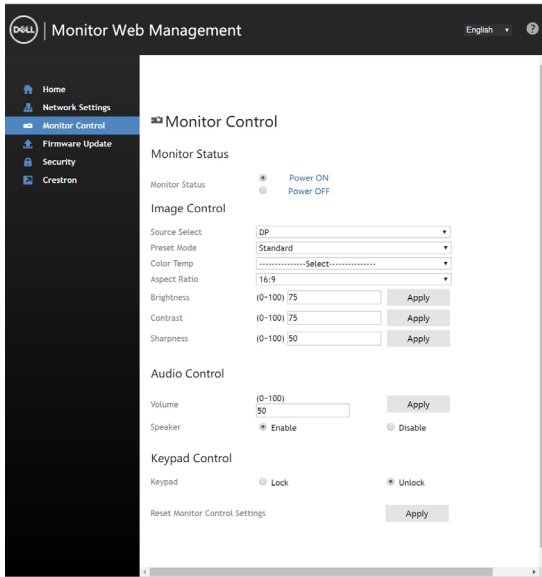 DELL | Monitor Web Management
English ?
Home
Network Settings
Monitor Control
Firmware Update
Security
Crestron
Monitor Control
Monitor Status
Monitor Status Power ON
Power OFF
Image Control
Source Select DP
Preset Mode Standard
Color Temp ---------------Select---------------
Aspect Ratio 16:9
Brightness (0~100) 75 Apply
Contrast (0~100) 75 Apply
Sharpness (0~100) 50 Apply
Audio Control
Volume (0~100) 50 Apply
Speaker Enable Disable
Keypad Control
Keypad Lock Unlock
Reset Monitor Control Settings Apply